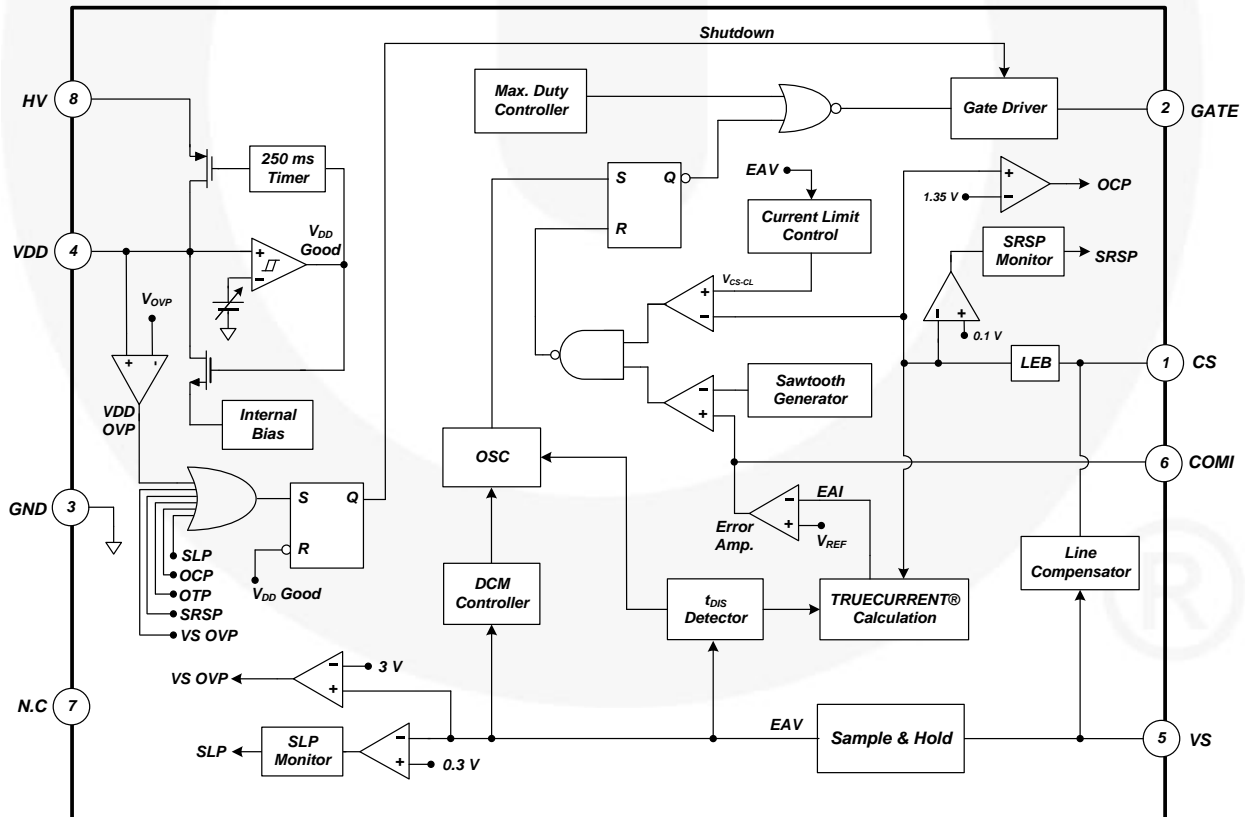 Shutdown
HV
8
Max. Duty
Controller
Gate Driver
2
GATE
250 ms
Timer
S
Q
R
EAV
+
-
1.35 V
OCP
Current Limit
Control
VDD
4
VDD
Good
+
-
SRSP
Monitor
SRSP
VOVP
VCS-CL
+
-
-
+
0.1 V
+
-
LEB
1
CS
VDD
OVP
Internal
Bias
-
+
Sawtooth
Generator
OSC
6
COMI
GND
3
S
Q
R
EAI
-
+
Error
Amp.
VREF
SLP
OCP
OTP
SRSP
VS OVP
VDD Good
DCM
Controller
tDIS
Detector
TRUECURRENT®
Calculation
Line
Compensator
®
VS OVP
-
+
3 V
N.C
7
EAV
Sample & Hold
5
VS
SLP
SLP
Monitor
-
+
0.3 V